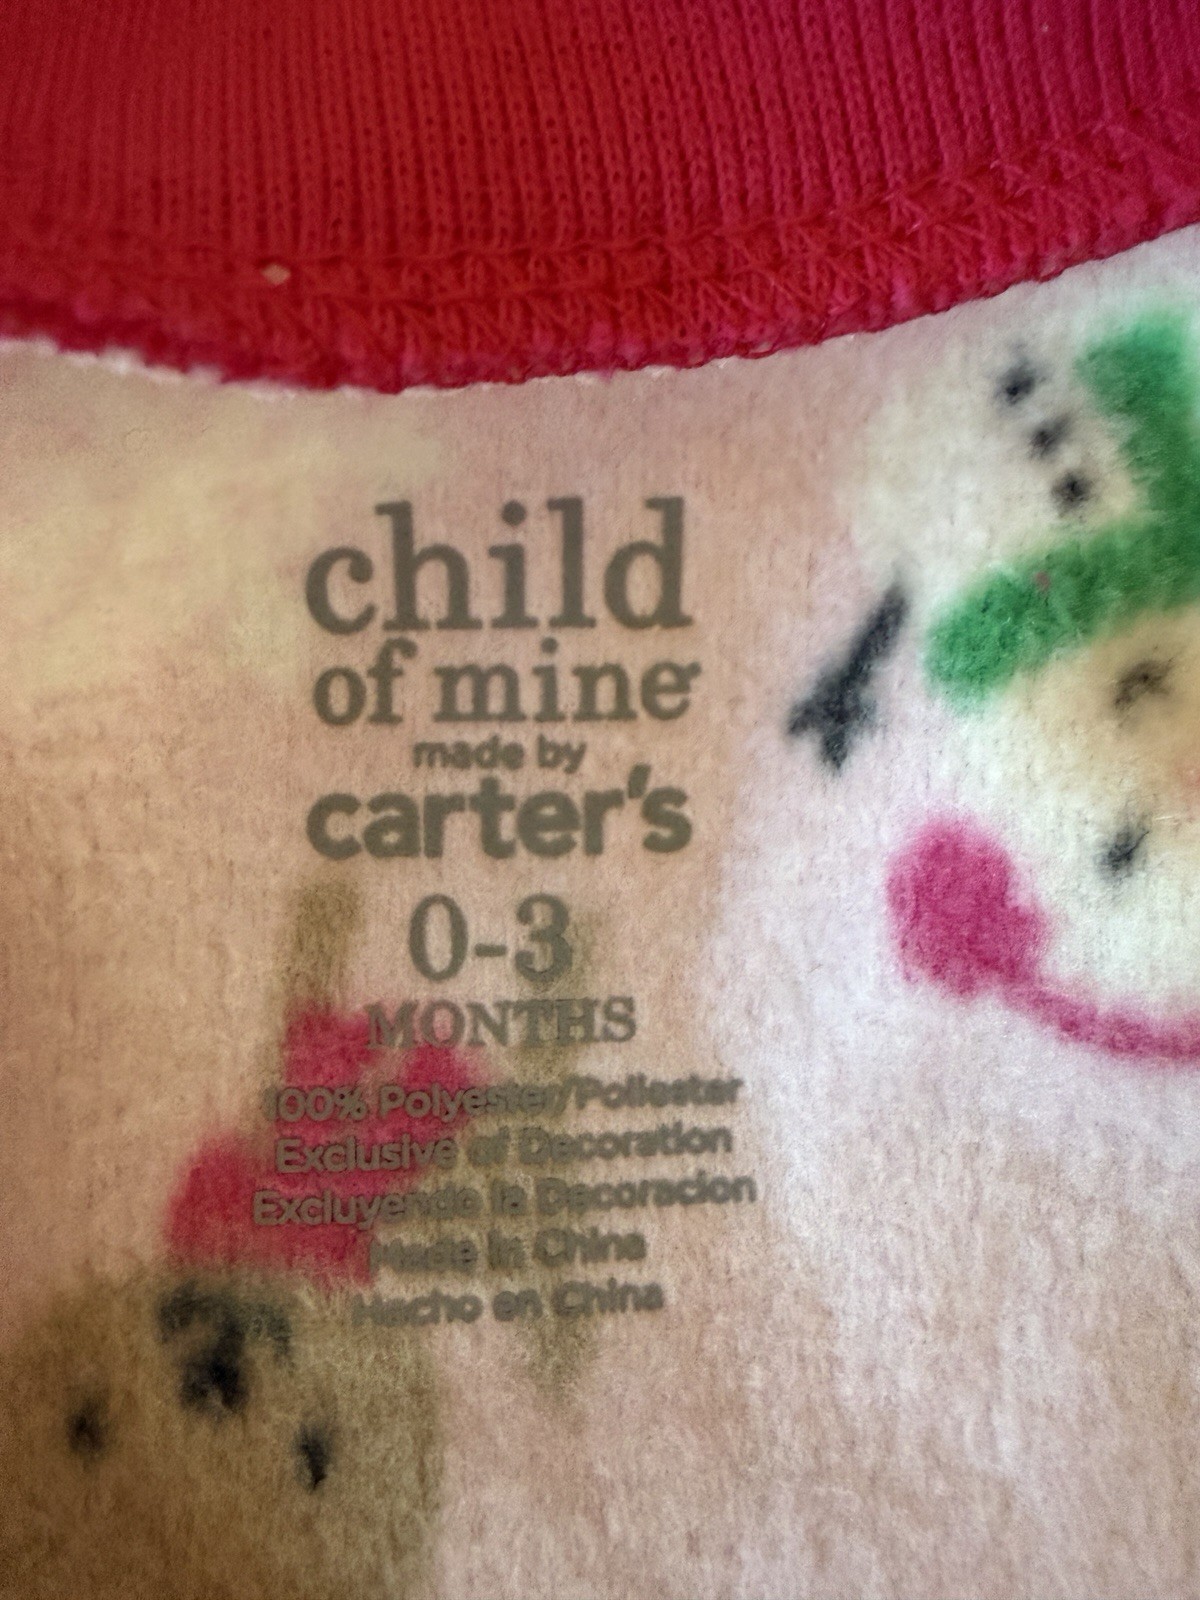 child
of mine
made by
carter's
0-3
MONTHS
100% Polyester/Poliester
Exclusive of Decoration
Excluyendo la Decoracion
Made in China
Hecho en China